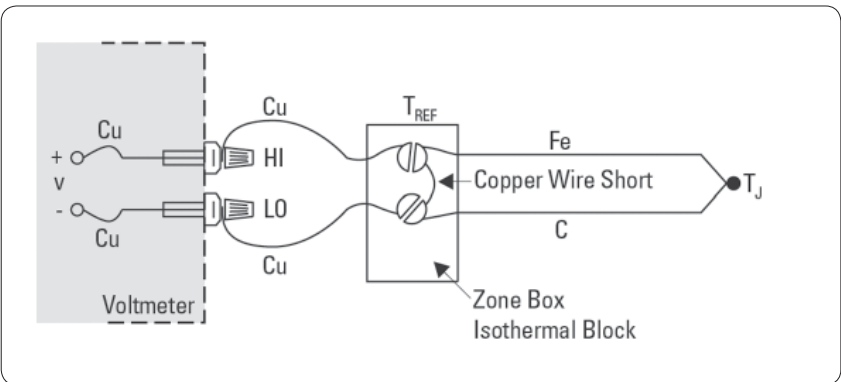 Cu
T_REF
Cu
Fe
+
HI
v
Copper Wire Short
T_J
-
LO
Cu
C
Cu
Voltmeter
Zone Box
Isothermal Block